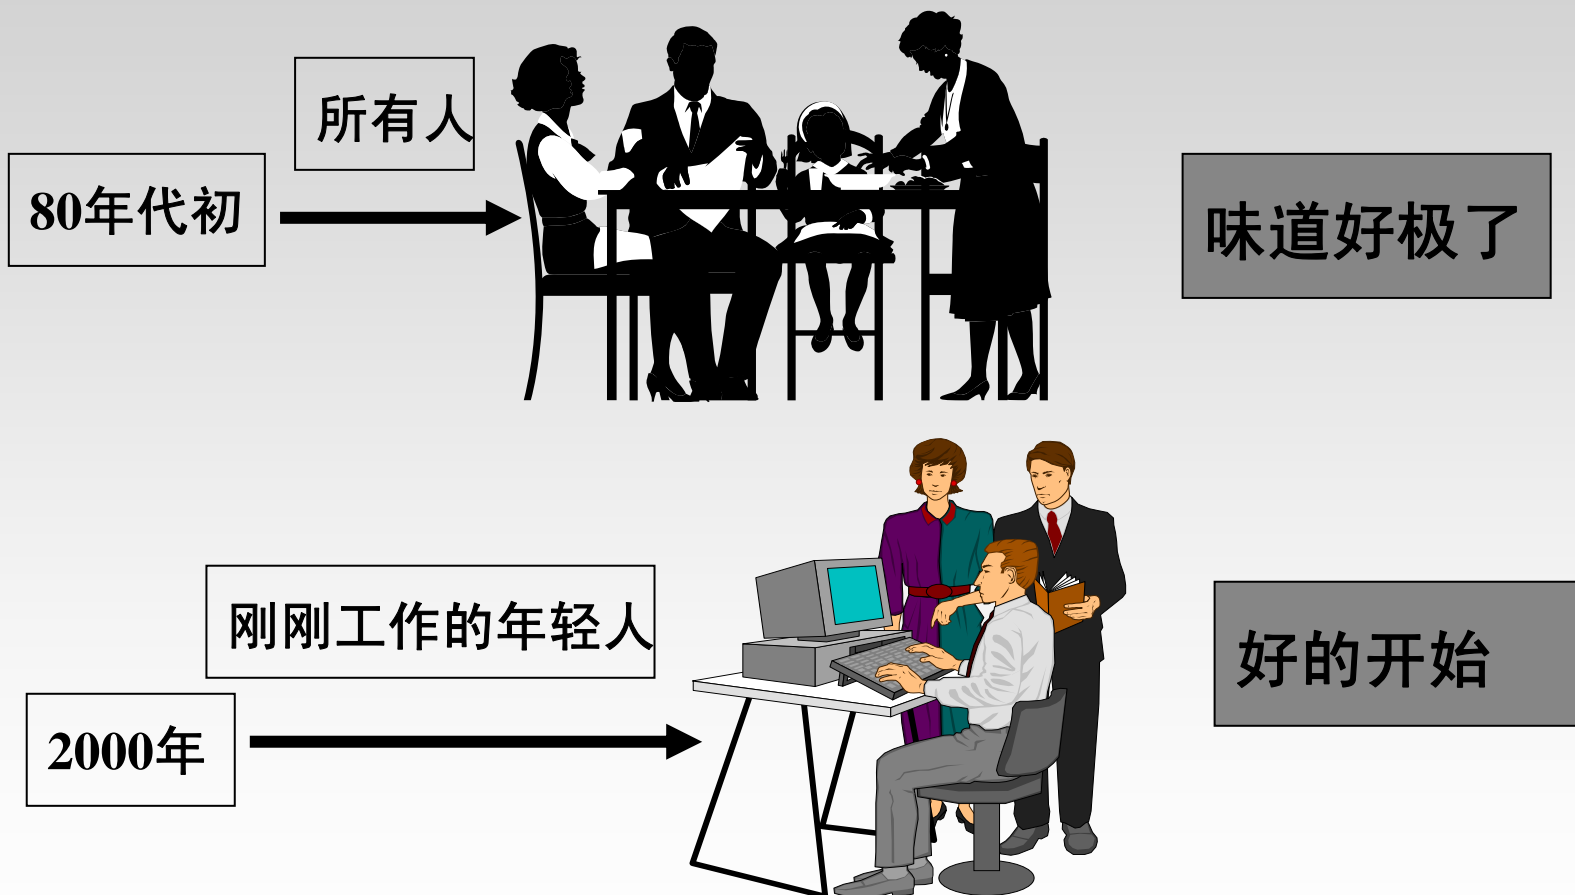 所有人
80年代初
味道好极了
刚刚工作的年轻人
2000年
好的开始